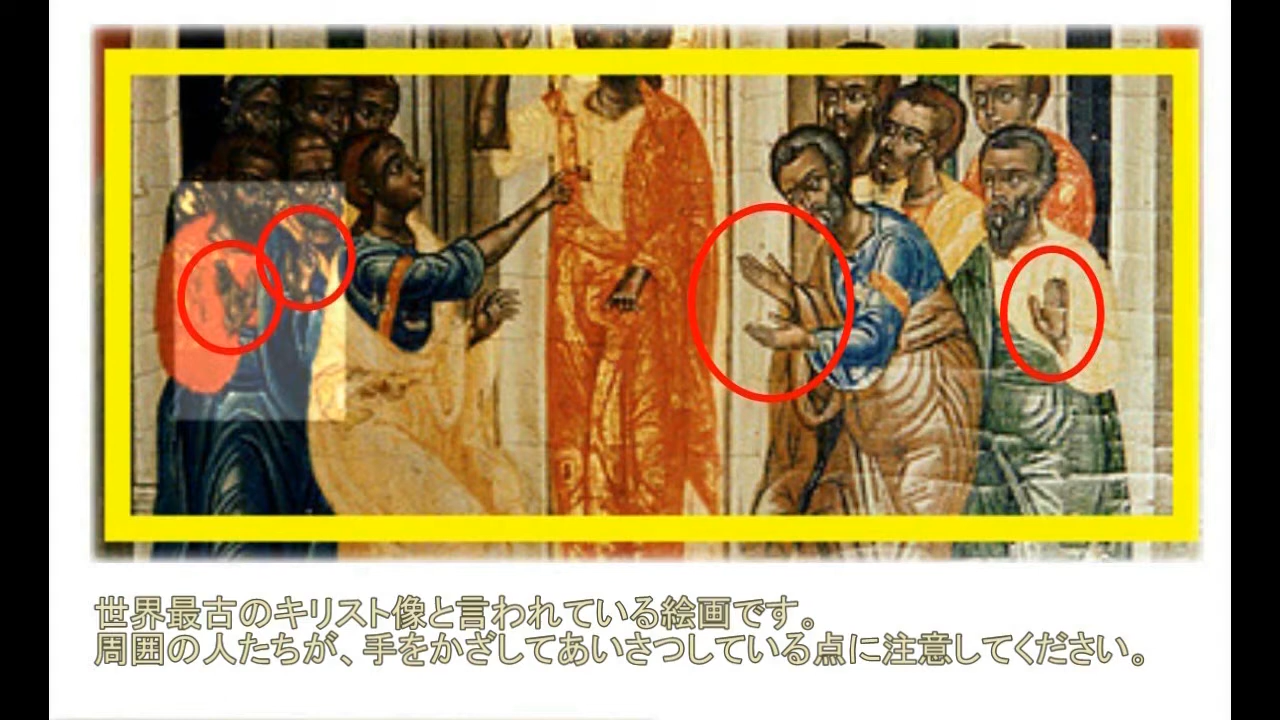 世界最古のキリスト像と言われている絵画です。
周囲の人たちが、手をかざしてあいさつしている点に注意してください。